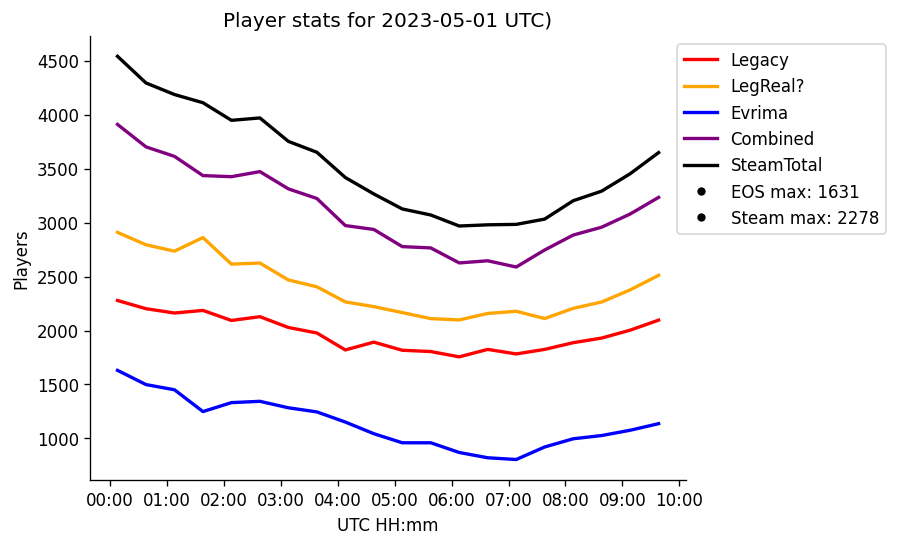 Player stats for 2023-05-01 UTC)
4500
4000
3500
3000
2500
2000
1500
1000
Players
00:00 01:00 02:00 03:00 04:00 05:00 06:00 07:00 08:00 09:00 10:00
UTC HH:mm
Legacy
LegReal?
Evrima
Combined
SteamTotal
EOS max: 1631
Steam max: 2278